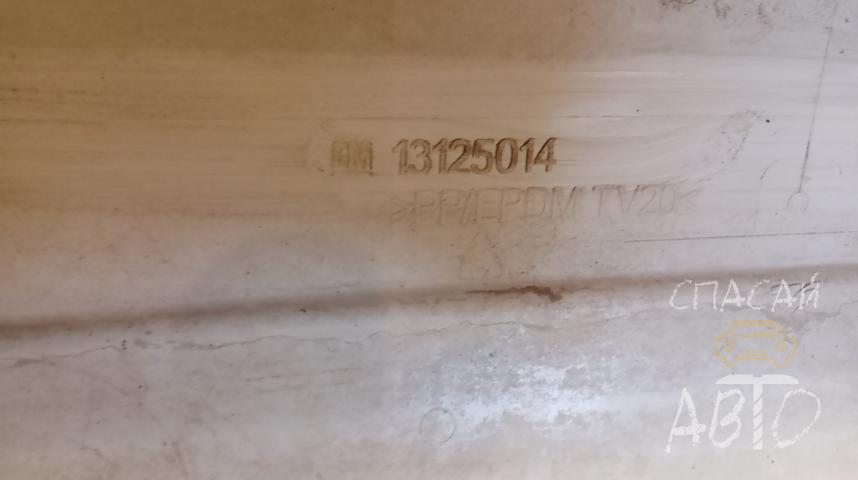 GM 13125014
>PP/EPDM TV20<
СПАСАЙ
АВТО